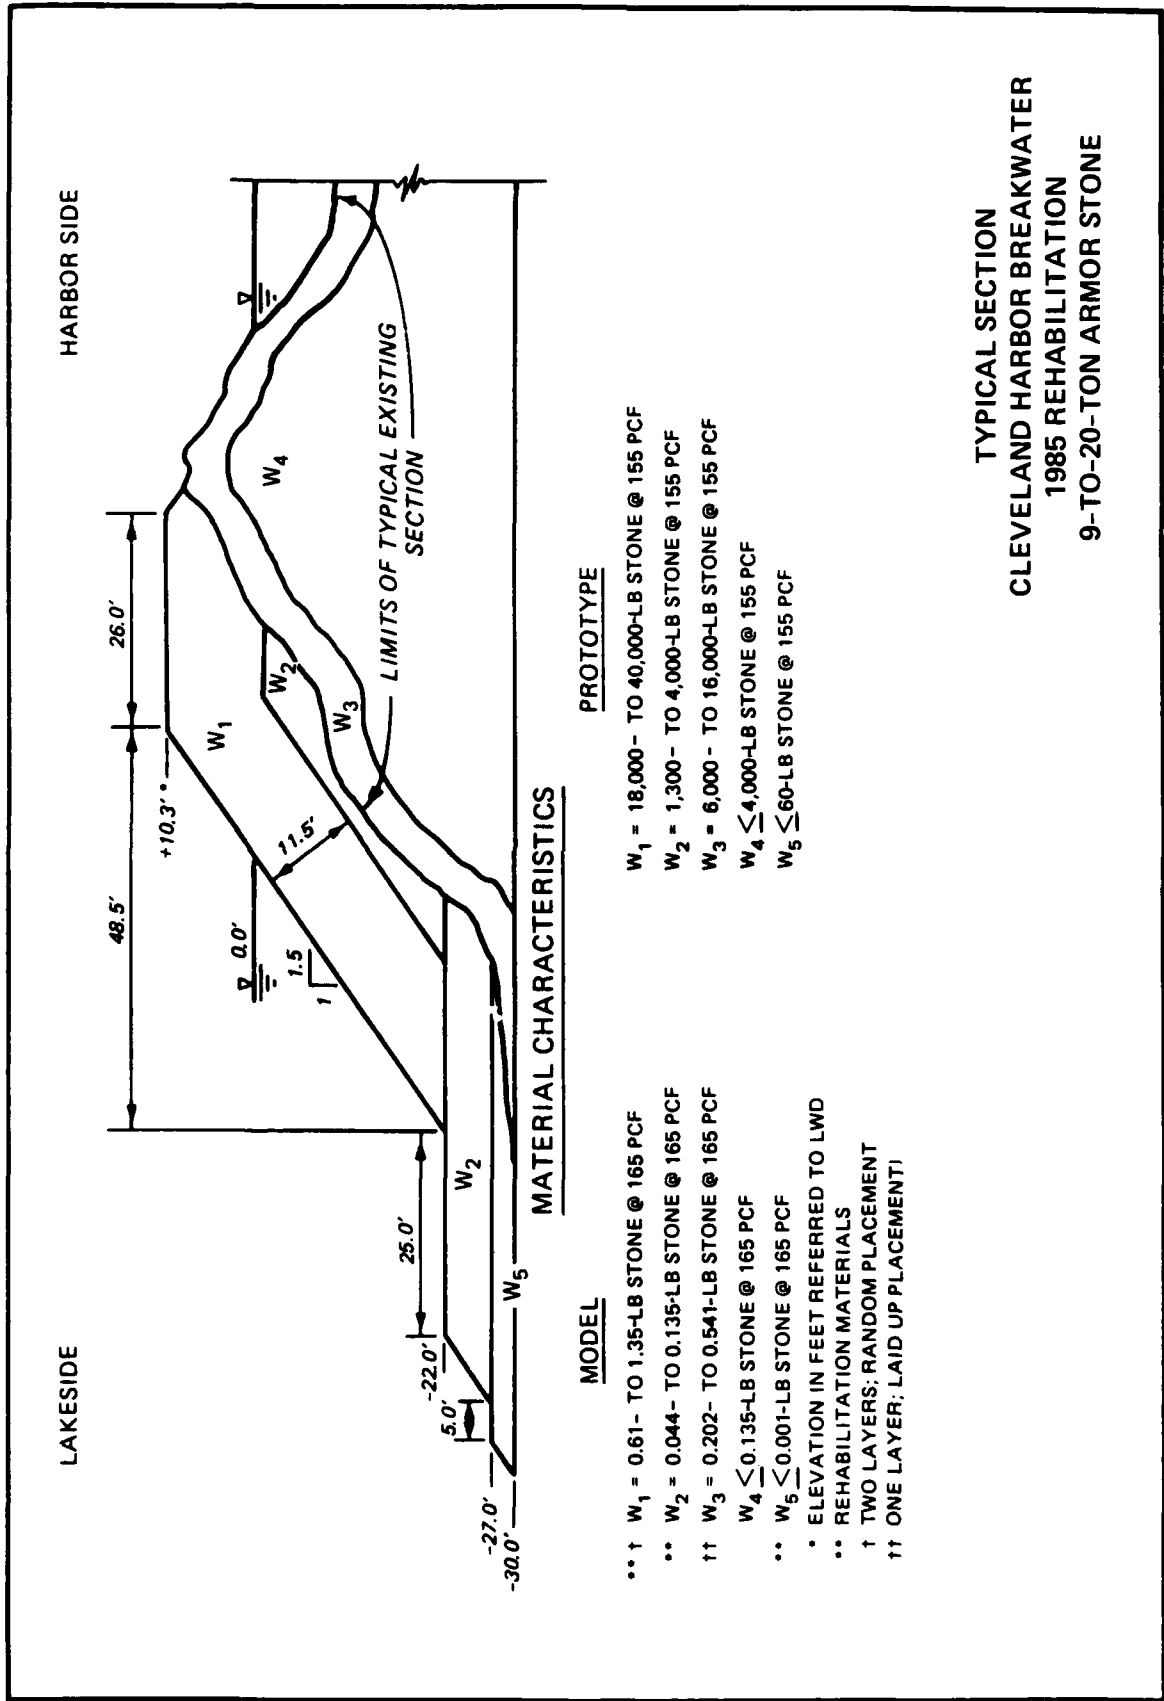 LAKESIDE
HARBOR SIDE
48.5'
26.0'
+10.3' *
0.0'
1.5
1
11.5'
W1
W2
W3
W4
LIMITS OF TYPICAL EXISTING
SECTION
25.0'
-22.0'
5.0'
-27.0'
-30.0'
W2
W5
MATERIAL CHARACTERISTICS
MODEL
** † W1 = 0.61- TO 1.35-LB STONE @ 165 PCF
** W2 = 0.044- TO 0.135-LB STONE @ 165 PCF
†† W3 = 0.202- TO 0.541-LB STONE @ 165 PCF
W4 ≤ 0.135-LB STONE @ 165 PCF
** W5 ≤ 0.001-LB STONE @ 165 PCF
* ELEVATION IN FEET REFERRED TO LWD
** REHABILITATION MATERIALS
† TWO LAYERS; RANDOM PLACEMENT
†† ONE LAYER; LAID UP PLACEMENT)
PROTOTYPE
W1 = 18,000- TO 40,000-LB STONE @ 155 PCF
W2 = 1,300- TO 4,000-LB STONE @ 155 PCF
W3 = 6,000- TO 16,000-LB STONE @ 155 PCF
W4 ≤ 4,000-LB STONE @ 155 PCF
W5 ≤ 60-LB STONE @ 155 PCF
TYPICAL SECTION
CLEVELAND HARBOR BREAKWATER
1985 REHABILITATION
9-TO-20-TON ARMOR STONE